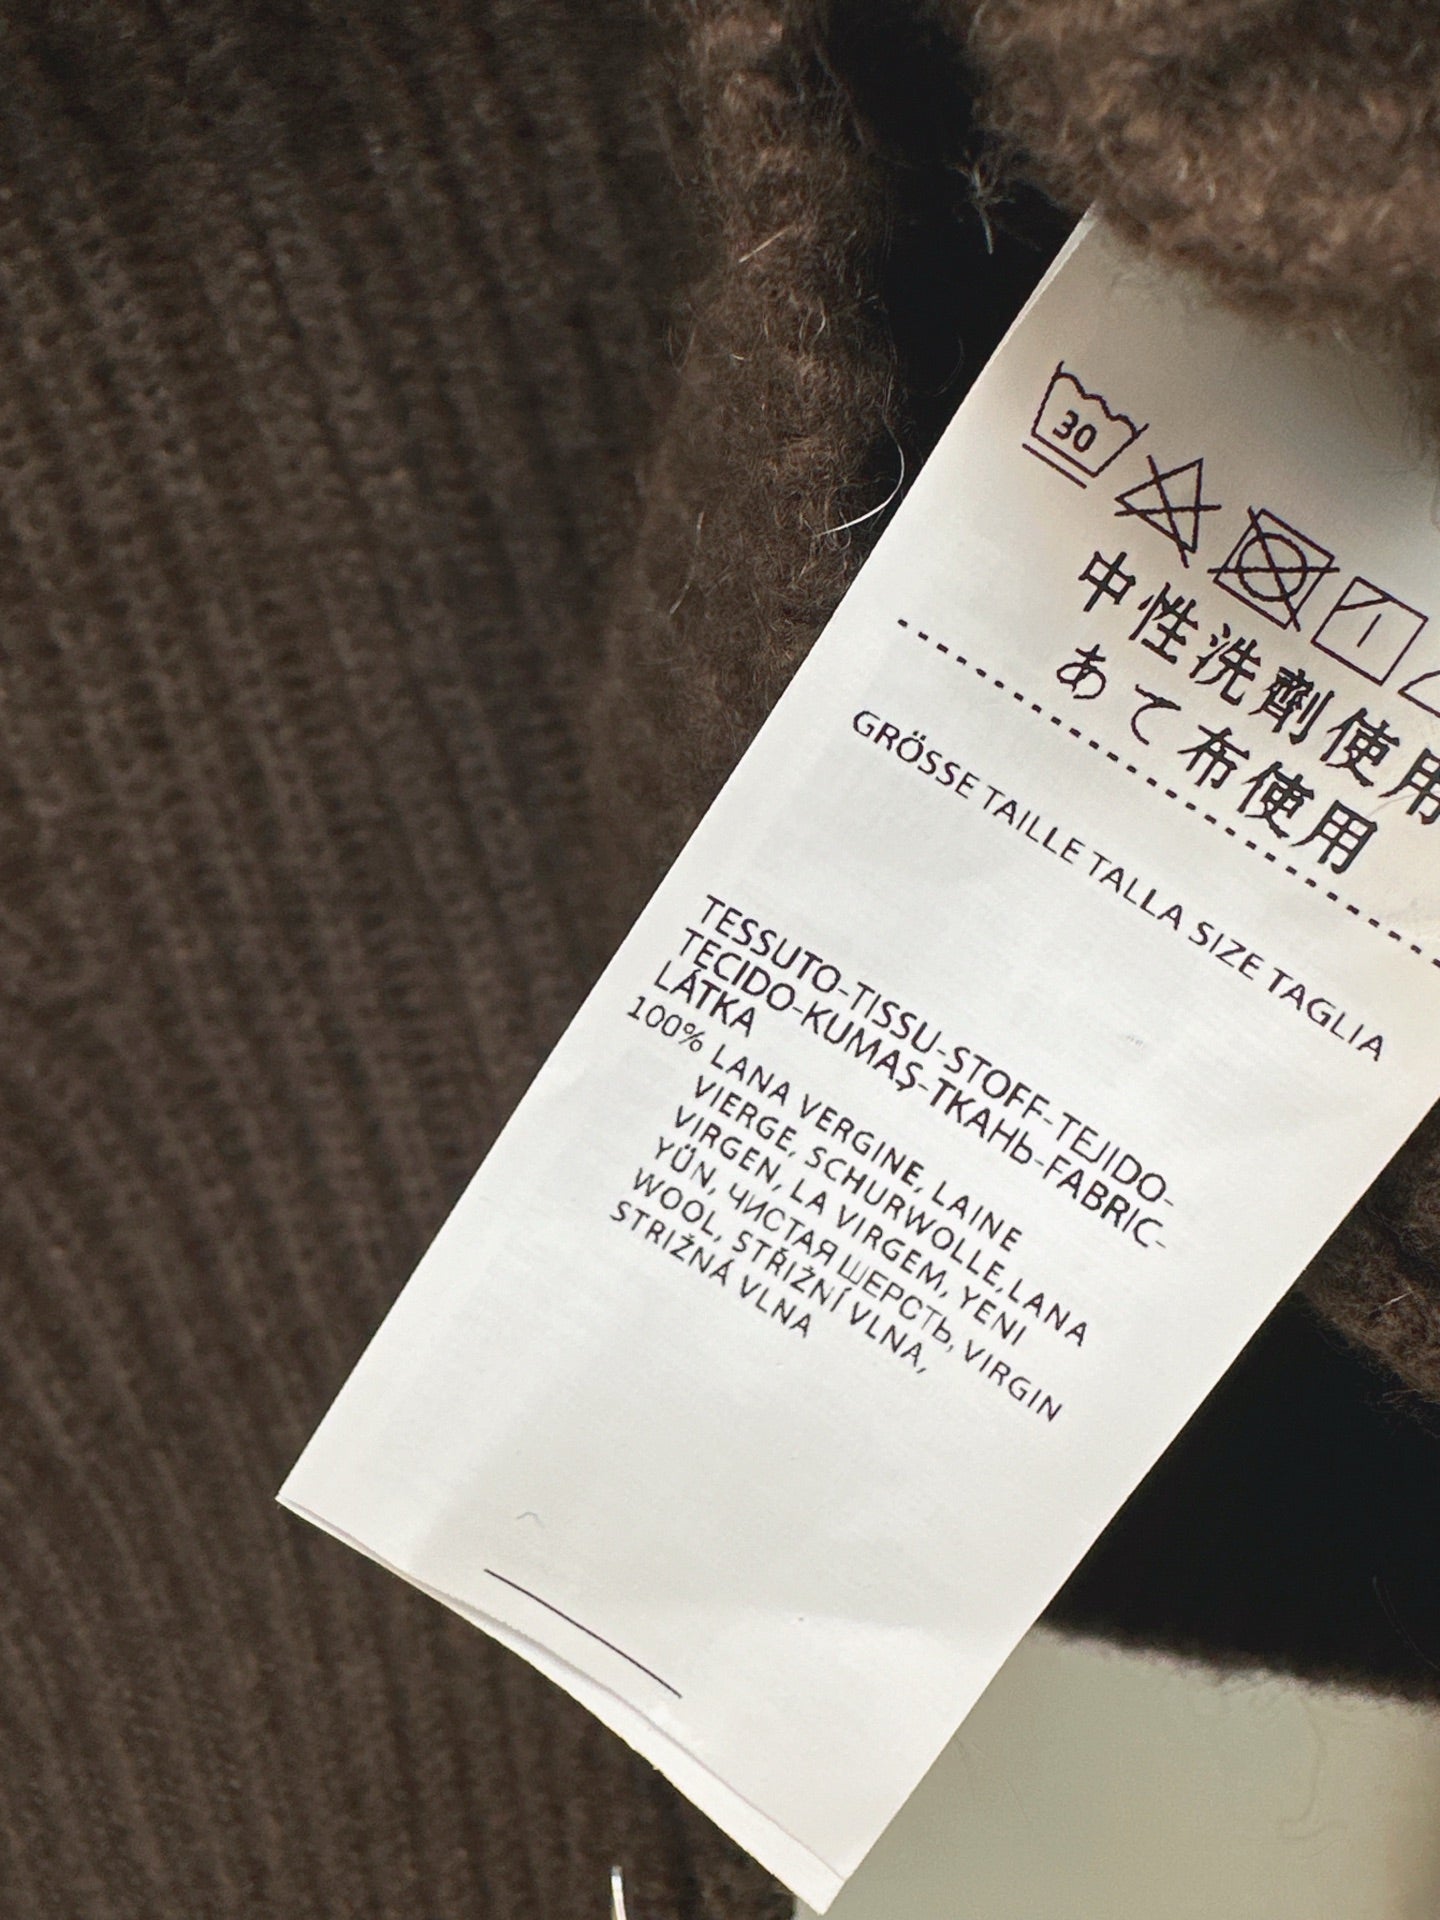 30
中性洗剤使用
あて布使用
GRÖSSE TAILLE TALLA SIZE TAGLIA
TESSUTO-TISSU-STOFF-TEJIDO-
TECIDO-KUMAŞ-TKAHЬ-FABRIC-
LÁTKA
100% LANA VERGINE, LAINE
VIERGE, SCHURWOLLE, LANA
VIRGEN, LA VIRGEM, YENI
YÜN, ЧИСТАЯ ШЕРСТЬ, VIRGIN
WOOL, STŘIŽNÍ VLNA,
STRIŽNÁ VLNA